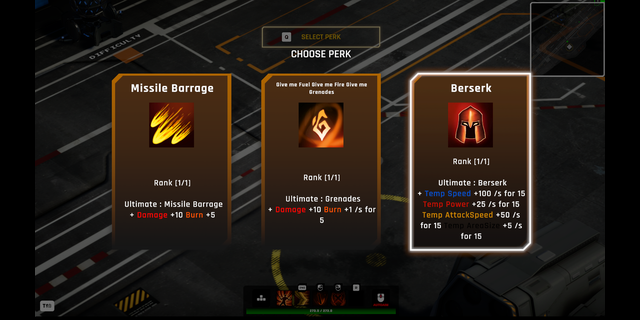 DIFFICULTY
Q SELECT PERK
CHOOSE PERK
Missile Barrage
Rank [1/1]
Ultimate : Missile Barrage
+ Damage +10 Burn +5
Give me Fuel Give me Fire Give me
Grenades
Rank [1/1]
Ultimate : Grenades
+ Damage +10 Burn +1 /s for
5
Berserk
Rank [1/1]
Ultimate : Berserk
+ Temp Speed +100 /s for 15
Temp Power +25 /s for 15
Temp AttackSpeed +50 /s
for 15 +5 /s
for 15